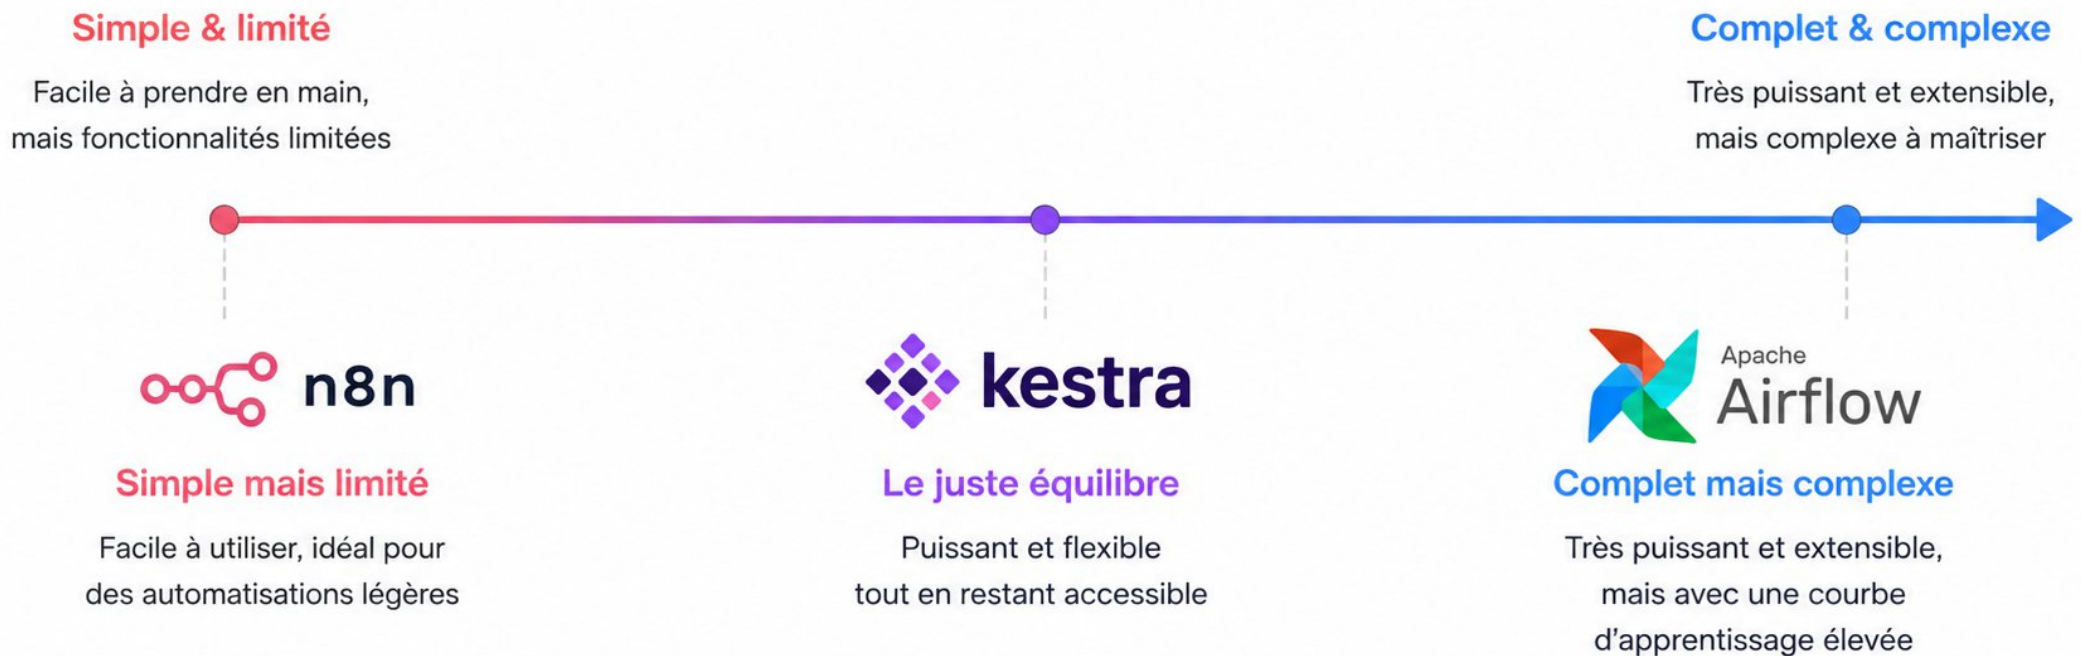 Simple & limité
Facile à prendre en main,
mais fonctionnalités limitées
Complet & complexe
Très puissant et extensible,
mais complexe à maîtriser
n8n
Simple mais limité
Facile à utiliser, idéal pour
des automatisations légères
kestra
Le juste équilibre
Puissant et flexible
tout en restant accessible
Apache
Airflow
Complet mais complexe
Très puissant et extensible,
mais avec une courbe
d'apprentissage élevée